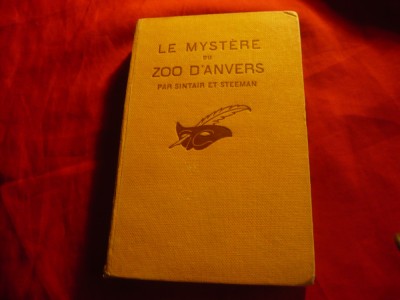 LE MYSTÈRE
DU
ZOO D'ANVERS
PAR SINTAIR ET STEEMAN